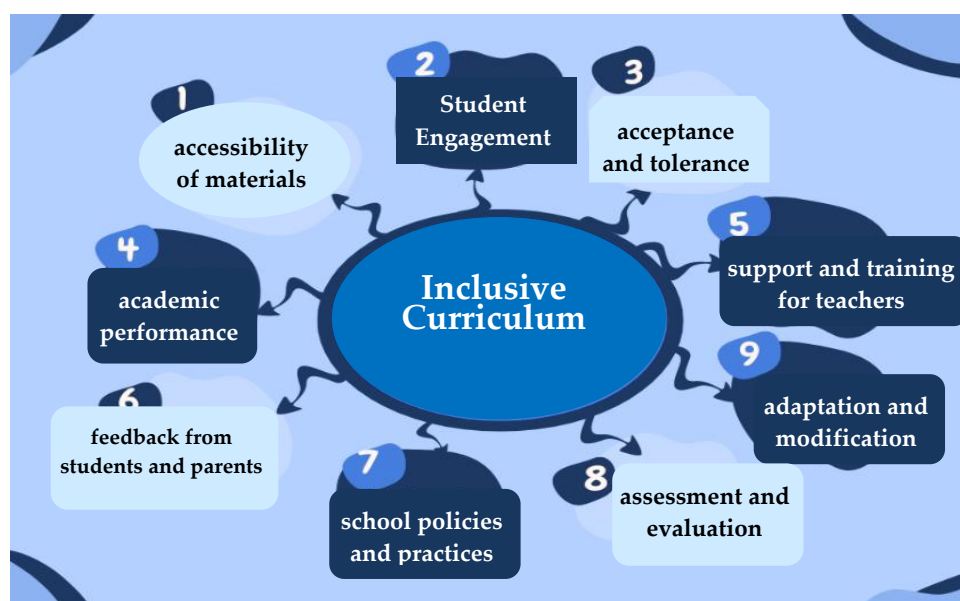 1
accessibility
of materials
2
Student
Engagement
3
acceptance
and tolerance
4
academic
performance
Inclusive
Curriculum
5
support and training
for teachers
6
feedback from
students and parents
7
school policies
and practices
8
assessment and
evaluation
9
adaptation and
modification